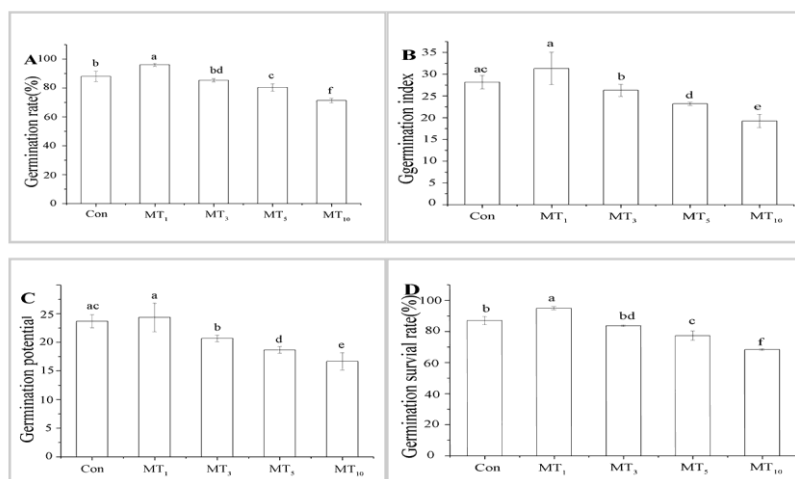 A
Germination rate(%)
100
80
60
40
20
0
b
a
bd
c
f
Con
MT₁
MT₃
MT₅
MT₁₀
B
Ggermination index
35
30
25
20
15
10
5
0
ac
a
b
d
e
Con
MT₁
MT₃
MT₅
MT₁₀
C
Germination potential
25
20
15
10
5
0
ac
a
b
d
e
Con
MT₁
MT₃
MT₅
MT₁₀
D
Germination survial rate(%)
100
80
60
40
20
0
b
a
bd
c
f
Con
MT₁
MT₃
MT₅
MT₁₀